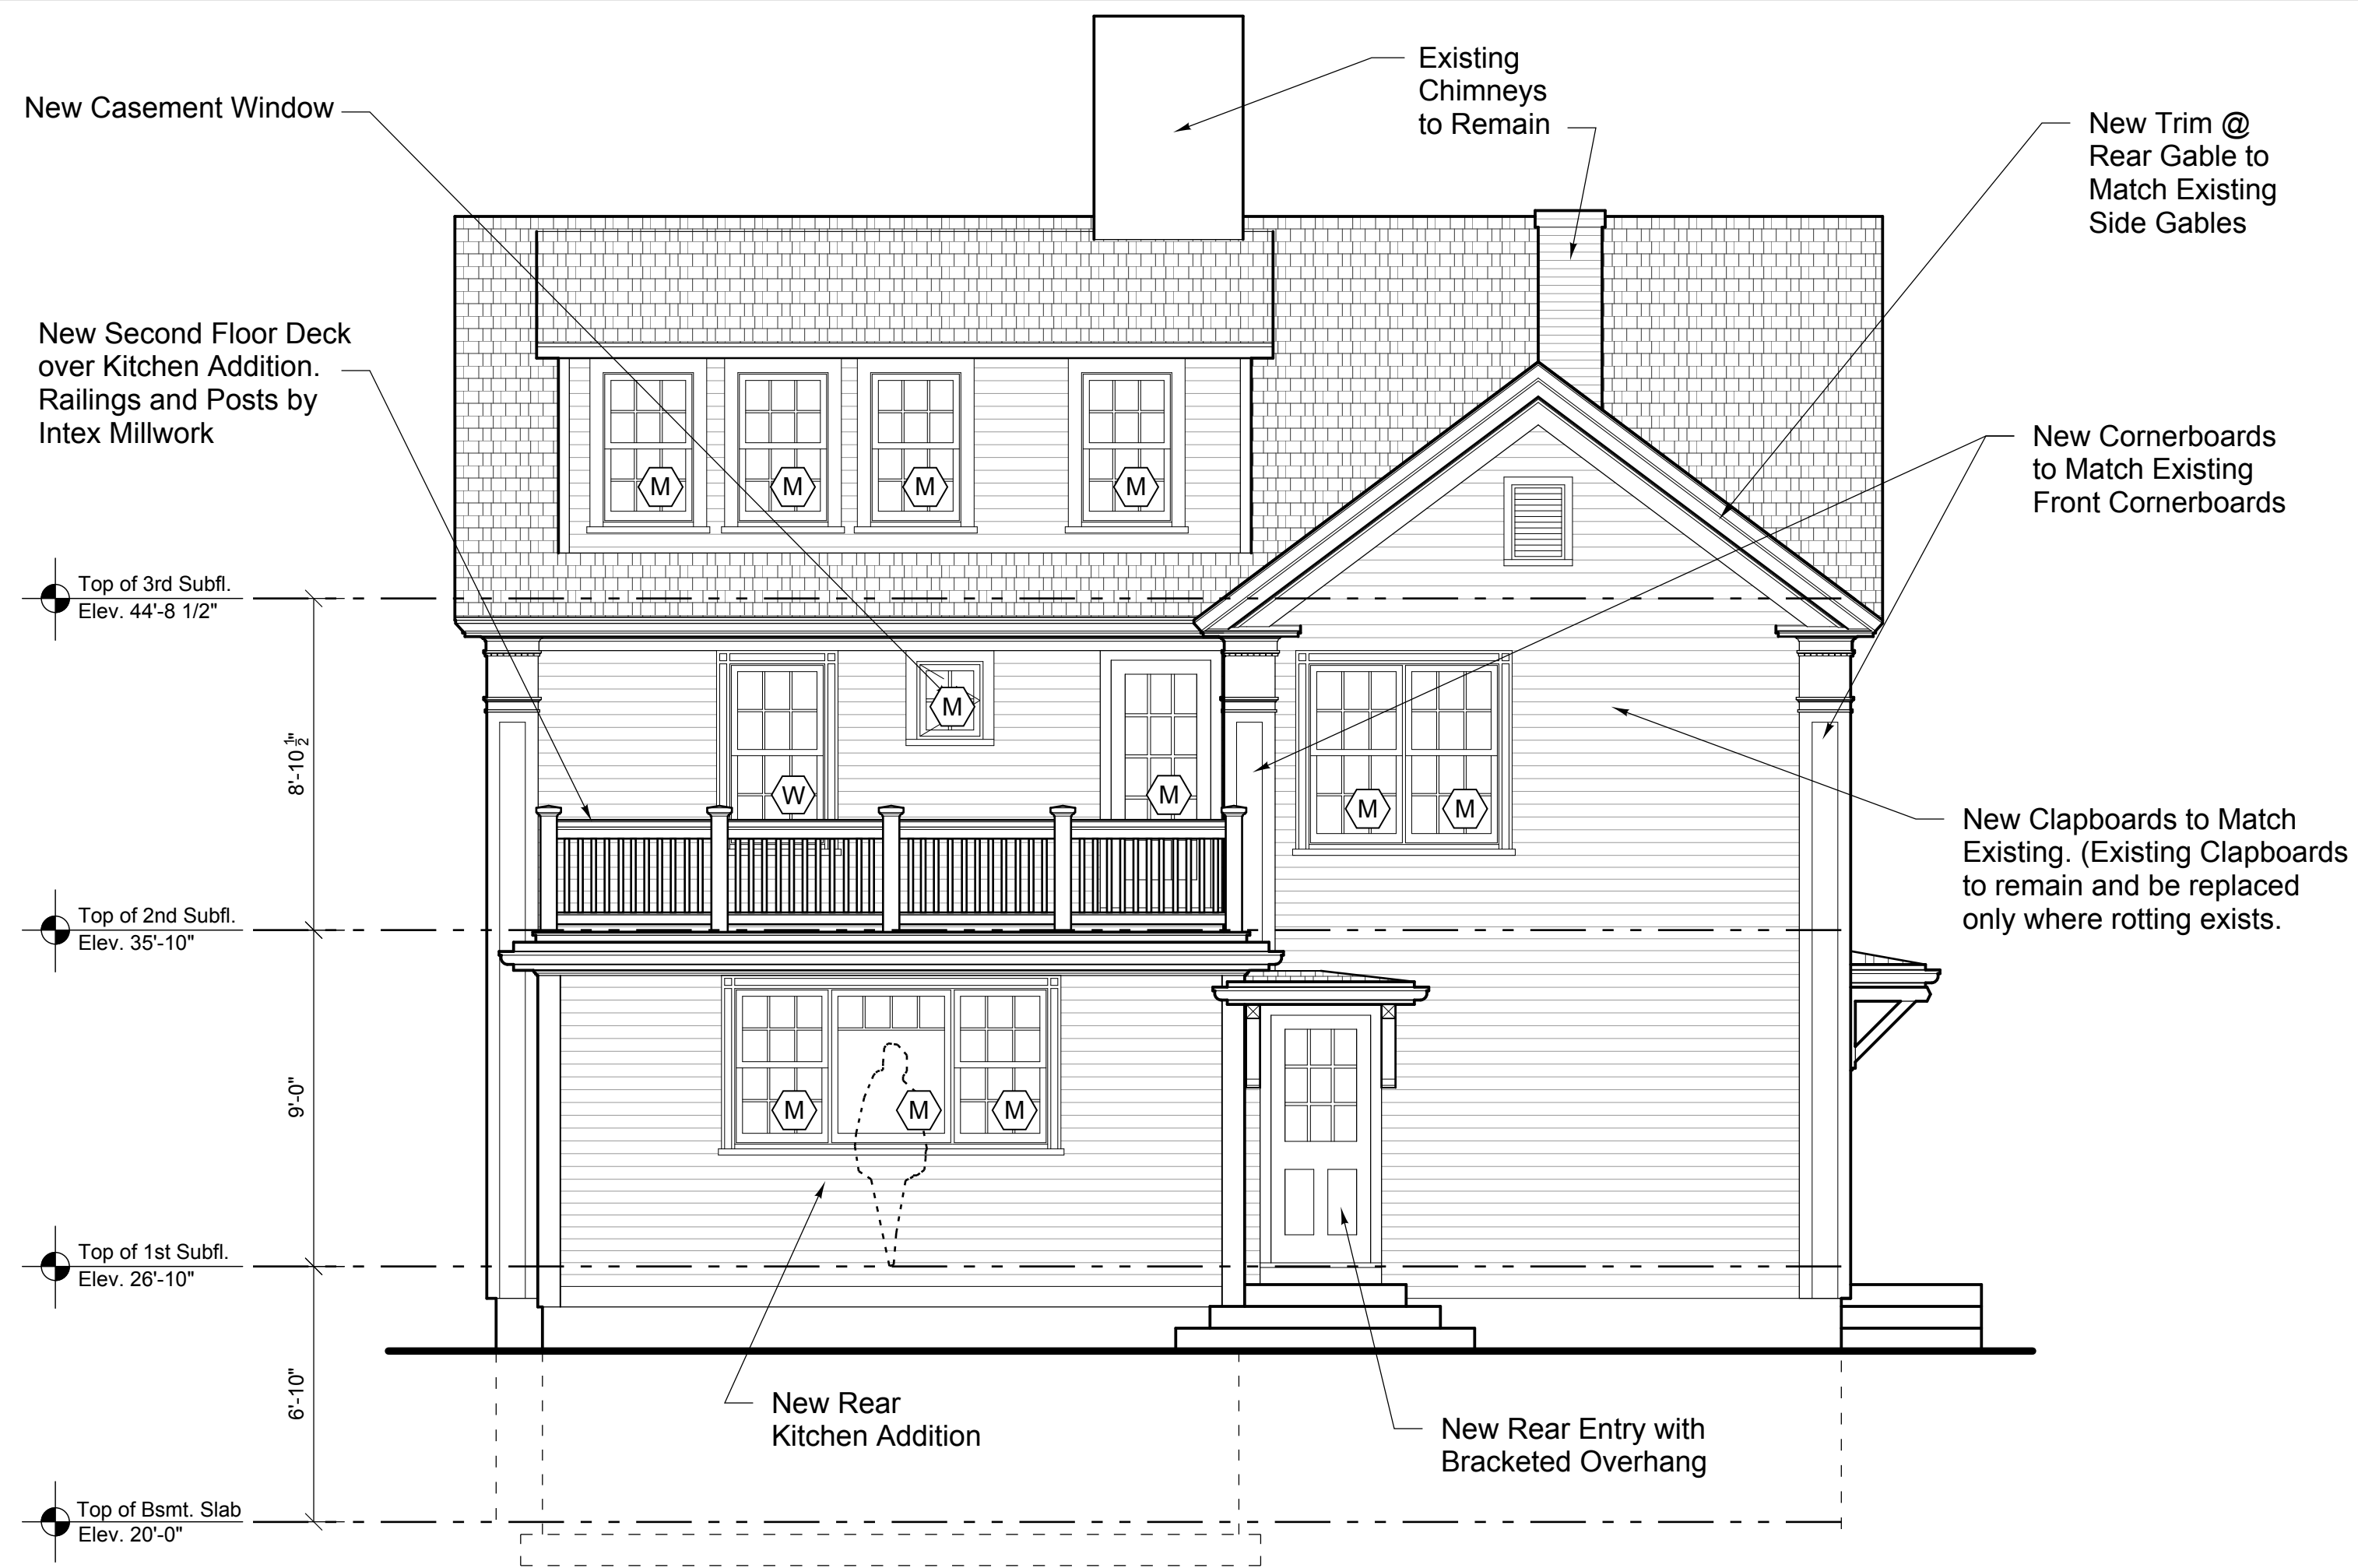 Existing
Chimneys
to Remain
New Casement Window
New Trim @
Rear Gable to
Match Existing
Side Gables
New Second Floor Deck
over Kitchen Addition.
Railings and Posts by
Intex Millwork
New Cornerboards
to Match Existing
Front Cornerboards
M
M
M
M
Top of 3rd Subfl.
Elev. 44'-8 1/2"
M
8'-10 1/2"
W
M
M
M
New Clapboards to Match
Existing. (Existing Clapboards
to remain and be replaced
only where rotting exists.
Top of 2nd Subfl.
Elev. 35'-10"
9'-0"
M
M
M
Top of 1st Subfl.
Elev. 26'-10"
6'-10"
New Rear
Kitchen Addition
New Rear Entry with
Bracketed Overhang
Top of Bsmt. Slab
Elev. 20'-0"